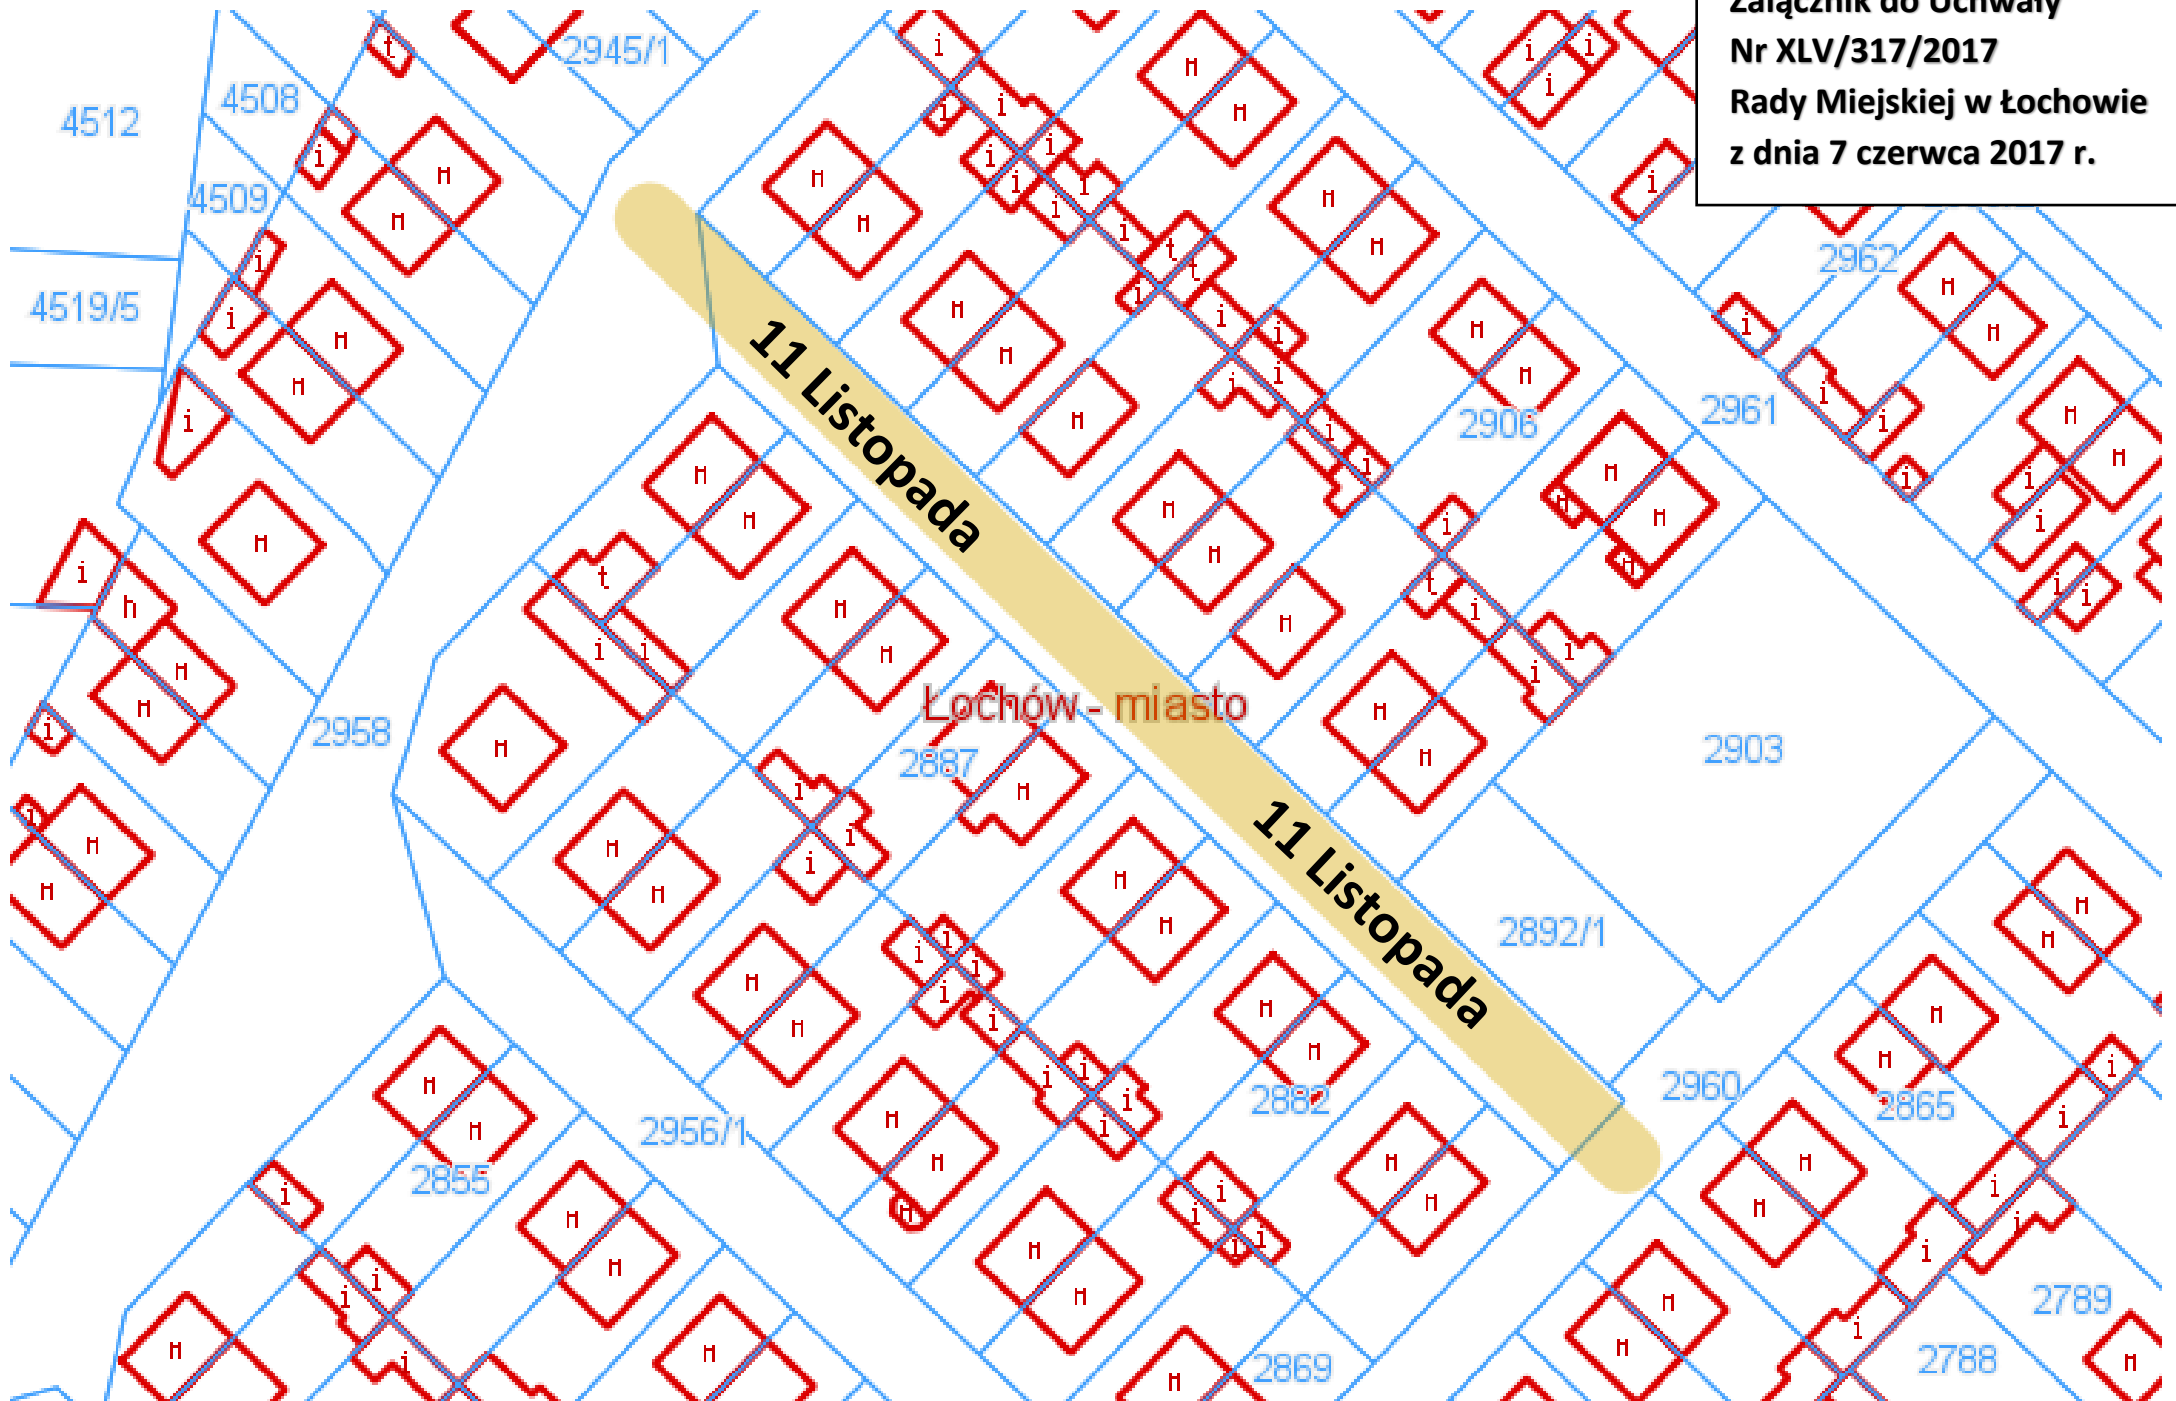 Załącznik do Uchwały
Nr XLV/317/2017
Rady Miejskiej w Łochowie
z dnia 7 czerwca 2017 r.
2945/1
4508
4512
4509
4519/5
2962
2961
2906
11 Listopada
Łochów - miasto
2958
2887
2903
11 Listopada
2892/1
2960
2882
2865
2956/1
2855
2789
2788
2869